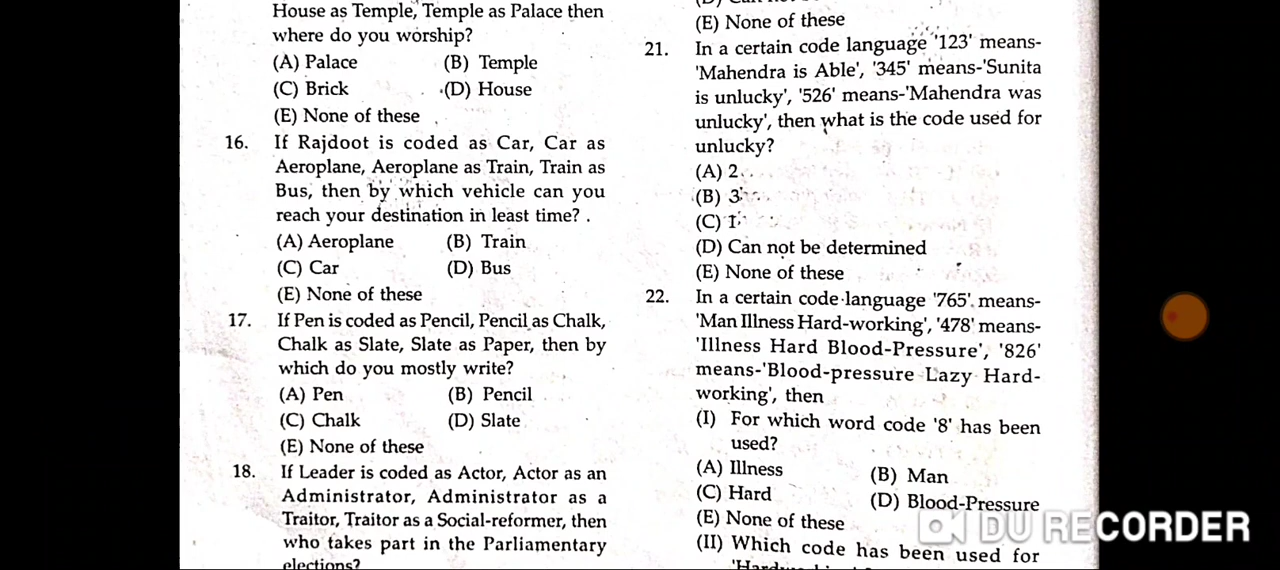 House as Temple, Temple as Palace then
where do you worship?
(A) Palace (B) Temple
(C) Brick (D) House
(E) None of these
16. If Rajdoot is coded as Car, Car as
Aeroplane, Aeroplane as Train, Train as
Bus, then by which vehicle can you
reach your destination in least time? .
(A) Aeroplane (B) Train
(C) Car (D) Bus
(E) None of these
17. If Pen is coded as Pencil, Pencil as Chalk,
Chalk as Slate, Slate as Paper, then by
which do you mostly write?
(A) Pen (B) Pencil
(C) Chalk (D) Slate
(E) None of these
18. If Leader is coded as Actor, Actor as an
Administrator, Administrator as a
Traitor, Traitor as a Social-reformer, then
who takes part in the Parliamentary
elections?
(E) None of these
21. In a certain code language '123' means-
'Mahendra is Able', '345' means-'Sunita
is unlucky', '526' means-'Mahendra was
unlucky', then what is the code used for
unlucky?
(A) 2
(B) 3
(C) 1
(D) Can not be determined
(E) None of these
22. In a certain code language '765' means-
'Man Illness Hard-working', '478' means-
'Illness Hard Blood-Pressure', '826'
means-'Blood-pressure Lazy Hard-
working', then
(I) For which word code '8' has been
used?
(A) Illness (B) Man
(C) Hard (D) Blood-Pressure
(E) None of these
(II) Which code has been used for
DU RECORDER